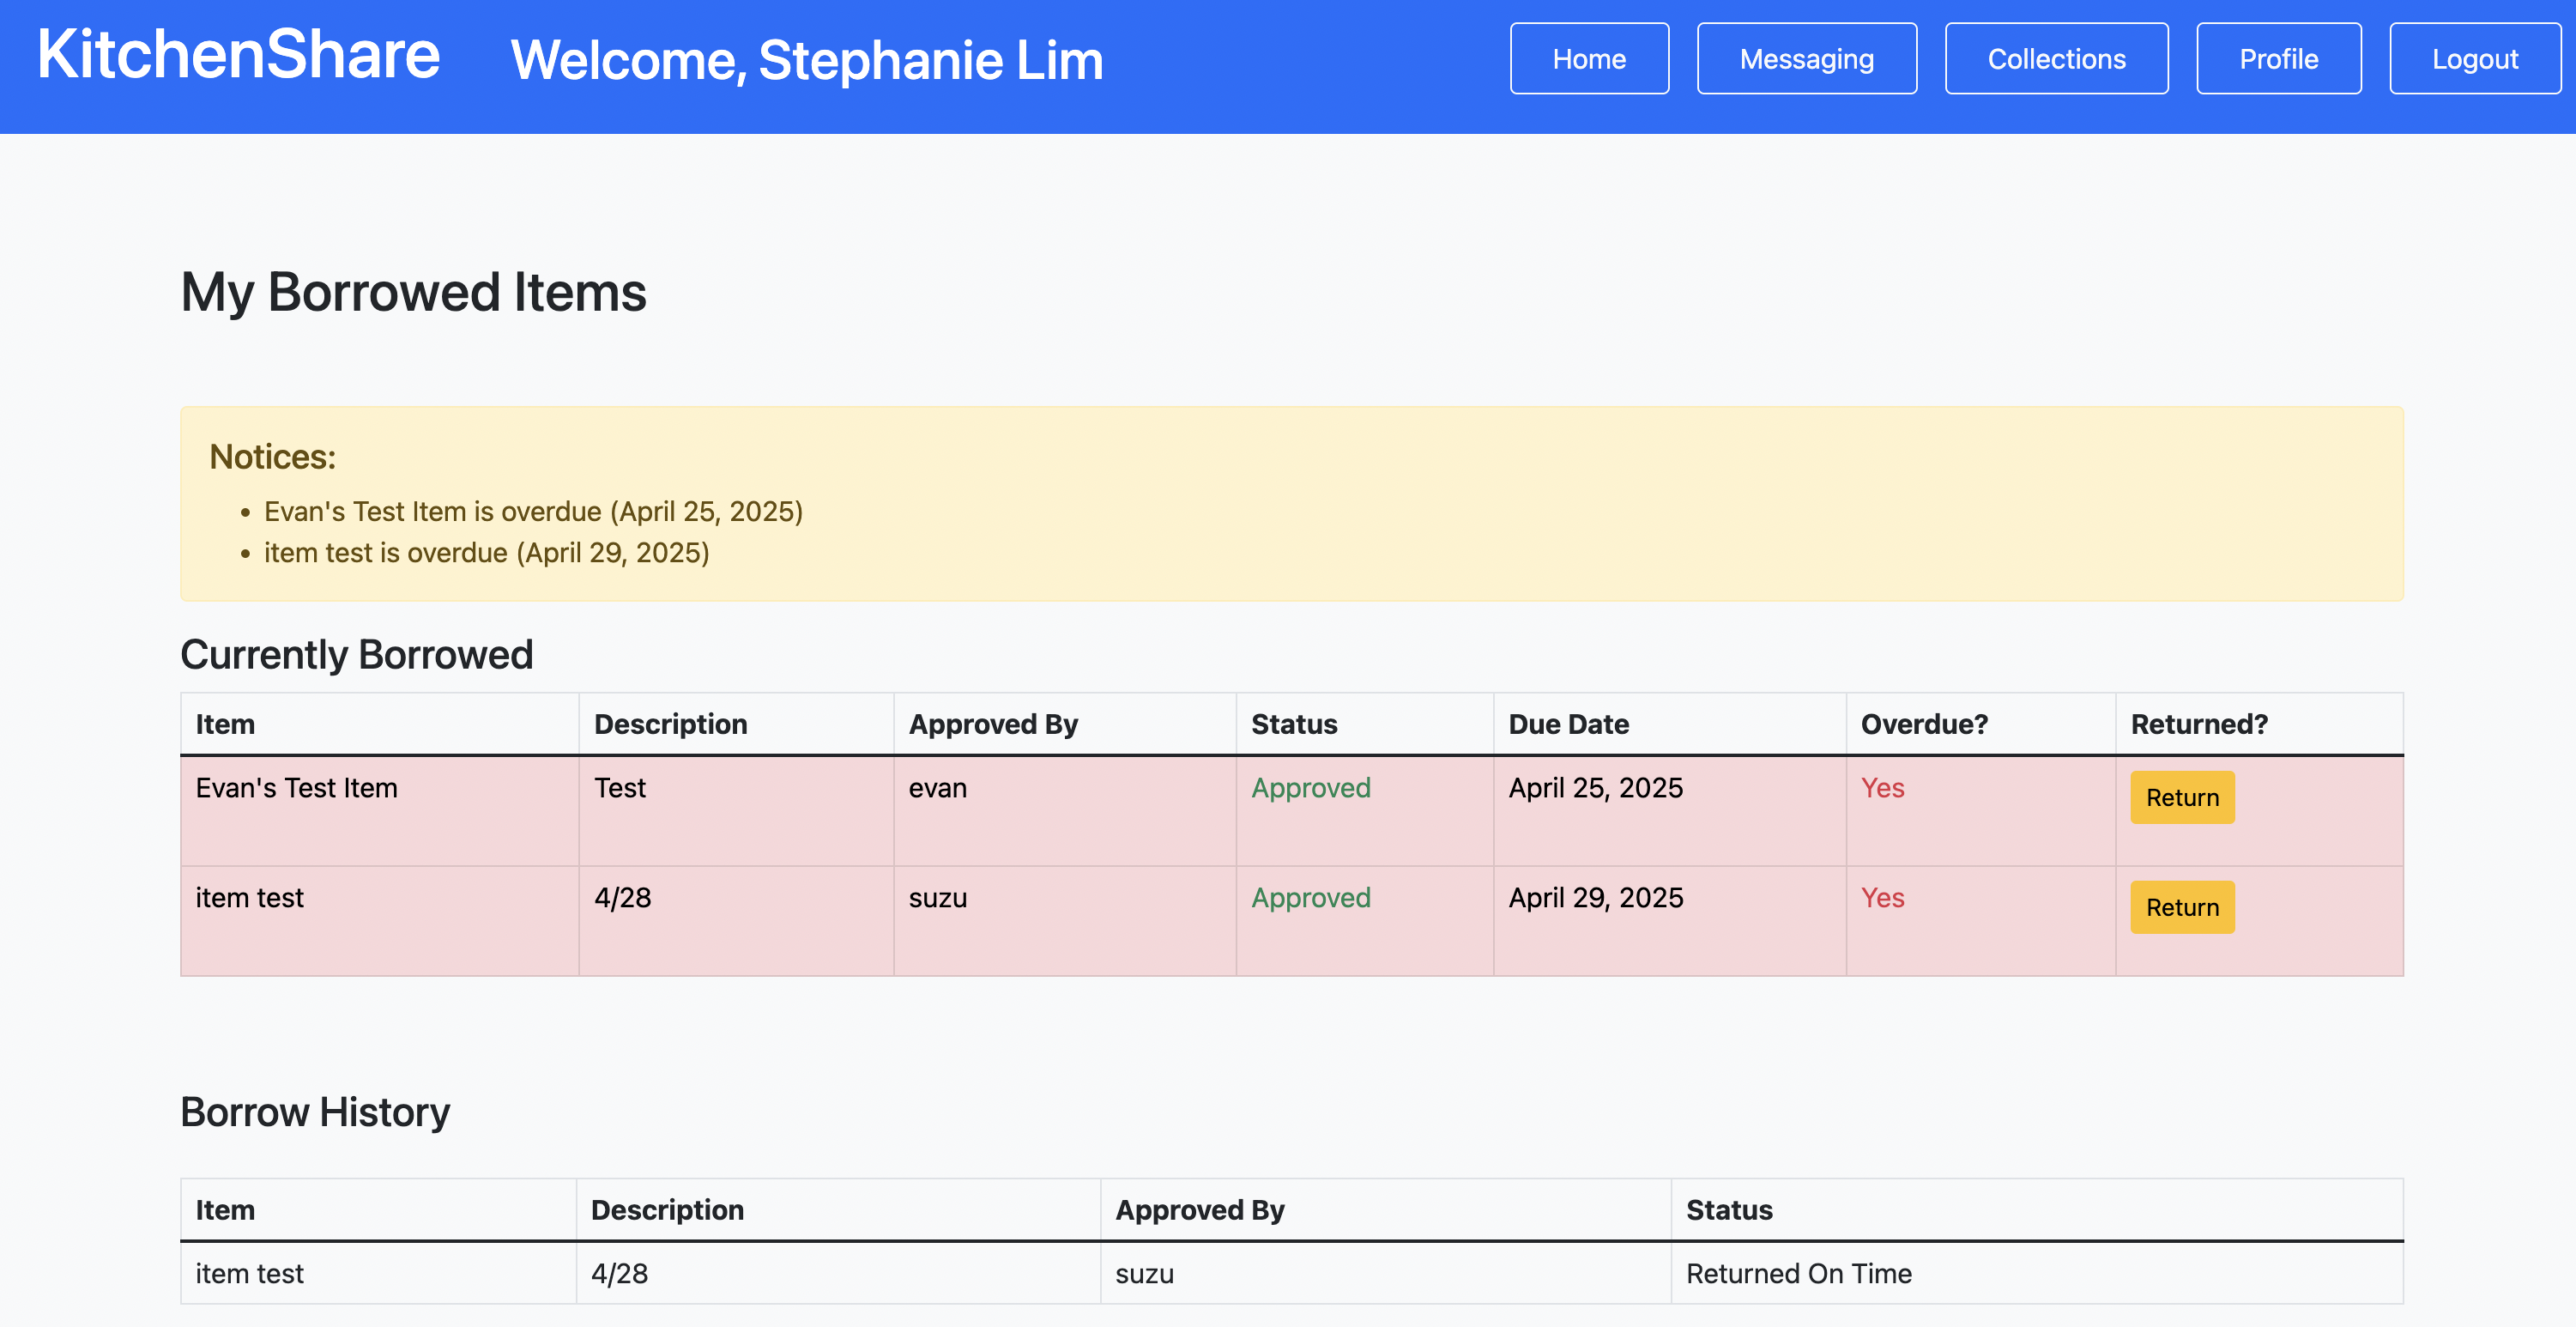 KitchenShare Welcome, Stephanie Lim Home Messaging Collections Profile Logout
My Borrowed Items
Notices:
• Evan's Test Item is overdue (April 25, 2025)
• item test is overdue (April 29, 2025)
Currently Borrowed
Item Description Approved By Status Due Date Overdue? Returned?
Evan's Test Item Test evan Approved April 25, 2025 Yes Return
item test 4/28 suzu Approved April 29, 2025 Yes Return
Borrow History
Item Description Approved By Status
item test 4/28 suzu Returned On Time